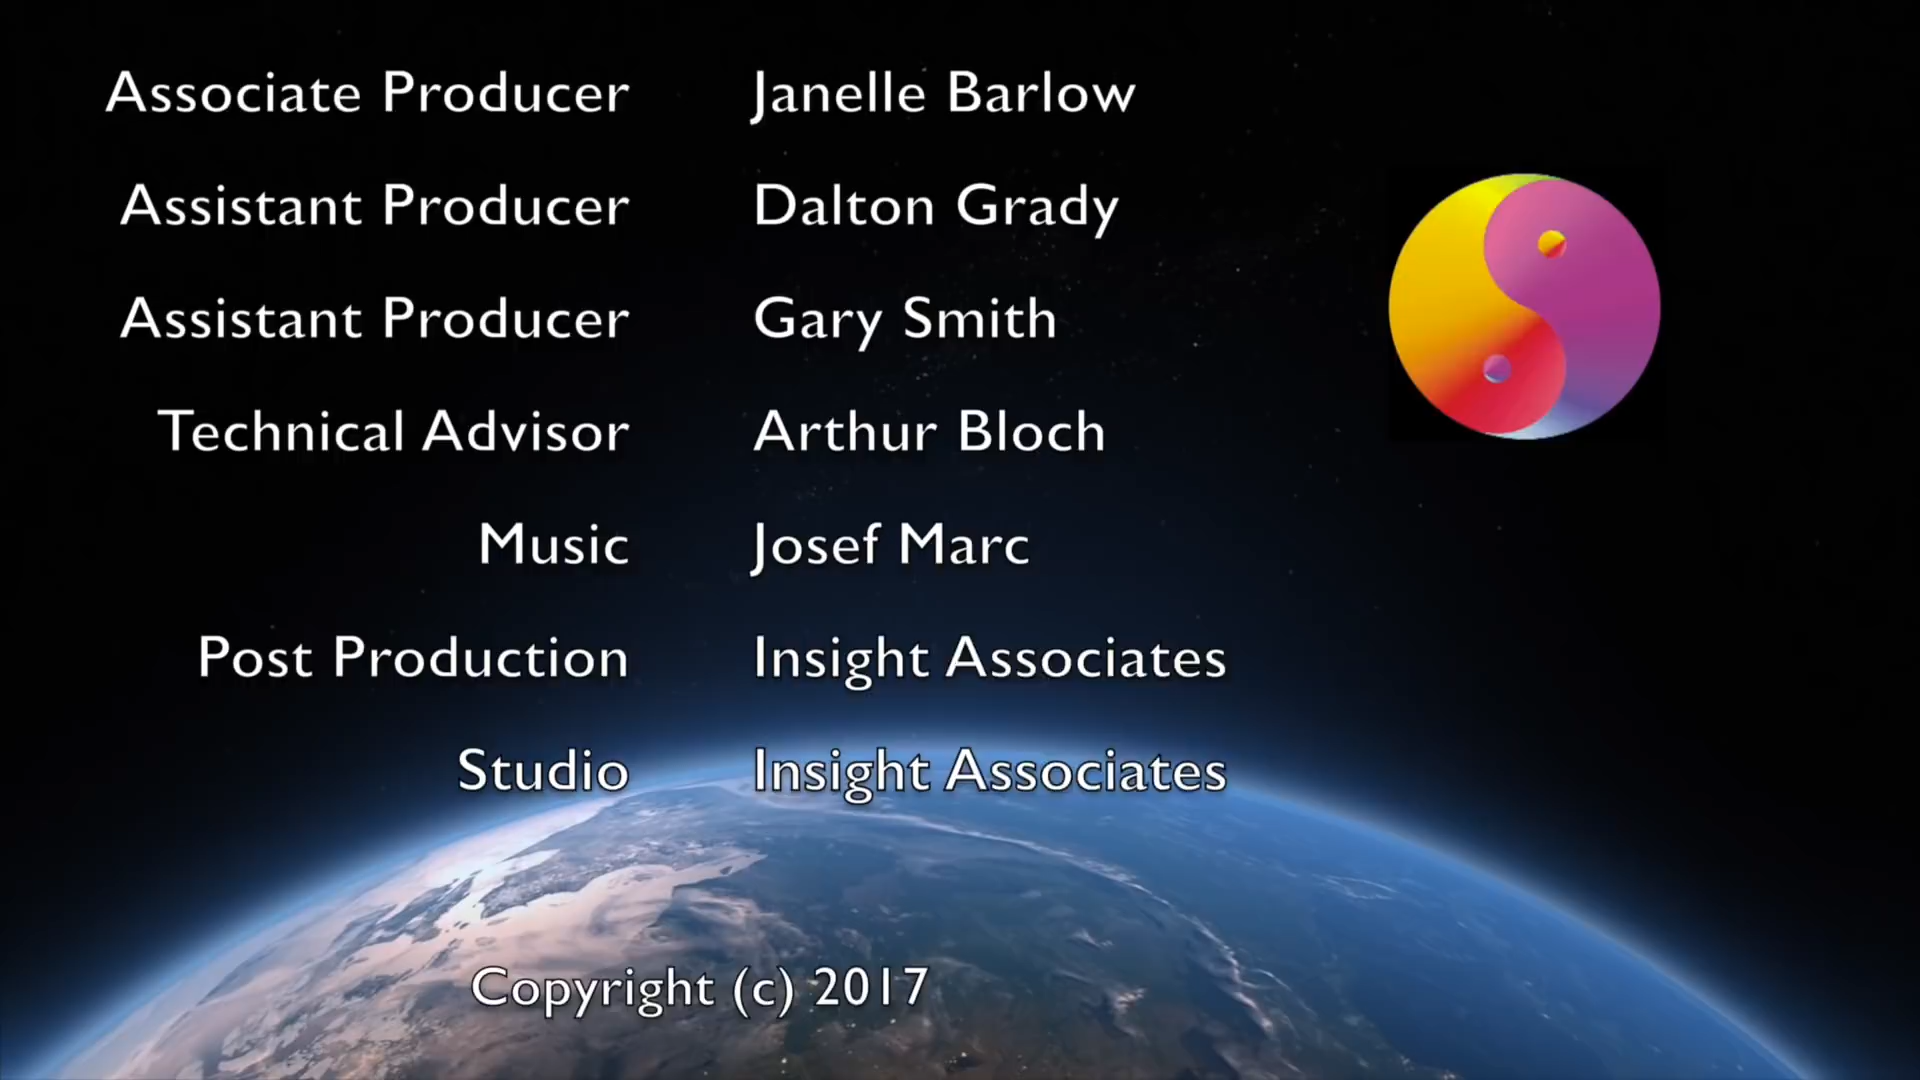 Associate Producer Janelle Barlow
Assistant Producer Dalton Grady
Assistant Producer Gary Smith
Technical Advisor Arthur Bloch
Music Josef Marc
Post Production Insight Associates
Studio Insight Associates
Copyright (c) 2017